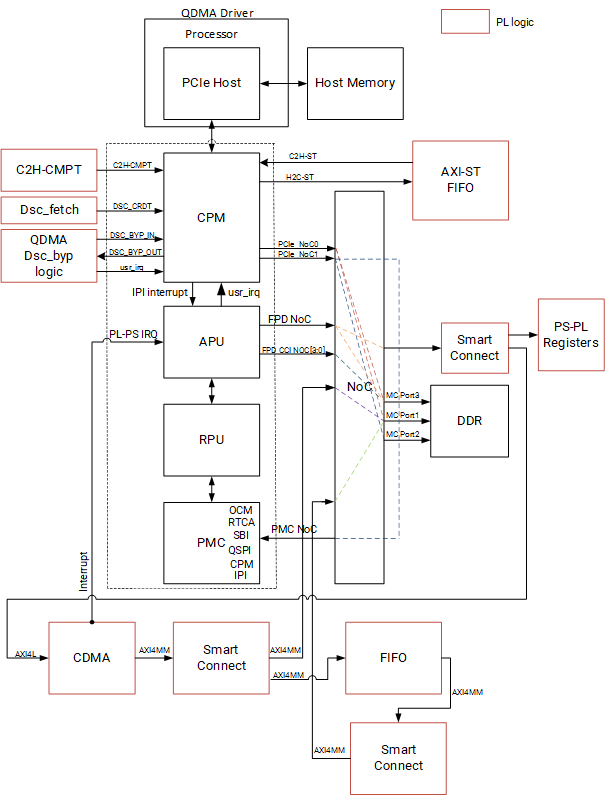 QDMA Driver
Processor
PCIe Host
Host Memory
PL logic
C2H-CMPT
C2H-CMPT
CPM
C2H-ST
H2C-ST
AXI-ST
FIFO
Dsc_fetch
DSC_CRDT
QDMA
Dsc_byp
logic
DSC_BYP_IN
DSC_BYP_OUT
usr_irq
PCIe_NoC0
PCIe_NoC1
IPI interrupt
usr_irq
PL-PS IRQ
APU
FPD NoC
FPD CCI NOC[3:0]
NoC
Smart
Connect
PS-PL
Registers
MC Port3
MC Port1
MC Port2
DDR
RPU
PMC
OCM
RTCA
SBI
QSPI
CPM
IPI
PMC NoC
Interrupt
AXI4L
CDMA
AXI4MM
Smart
Connect
AXI4MM
AXI4MM
FIFO
AXI4MM
AXI4MM
Smart
Connect